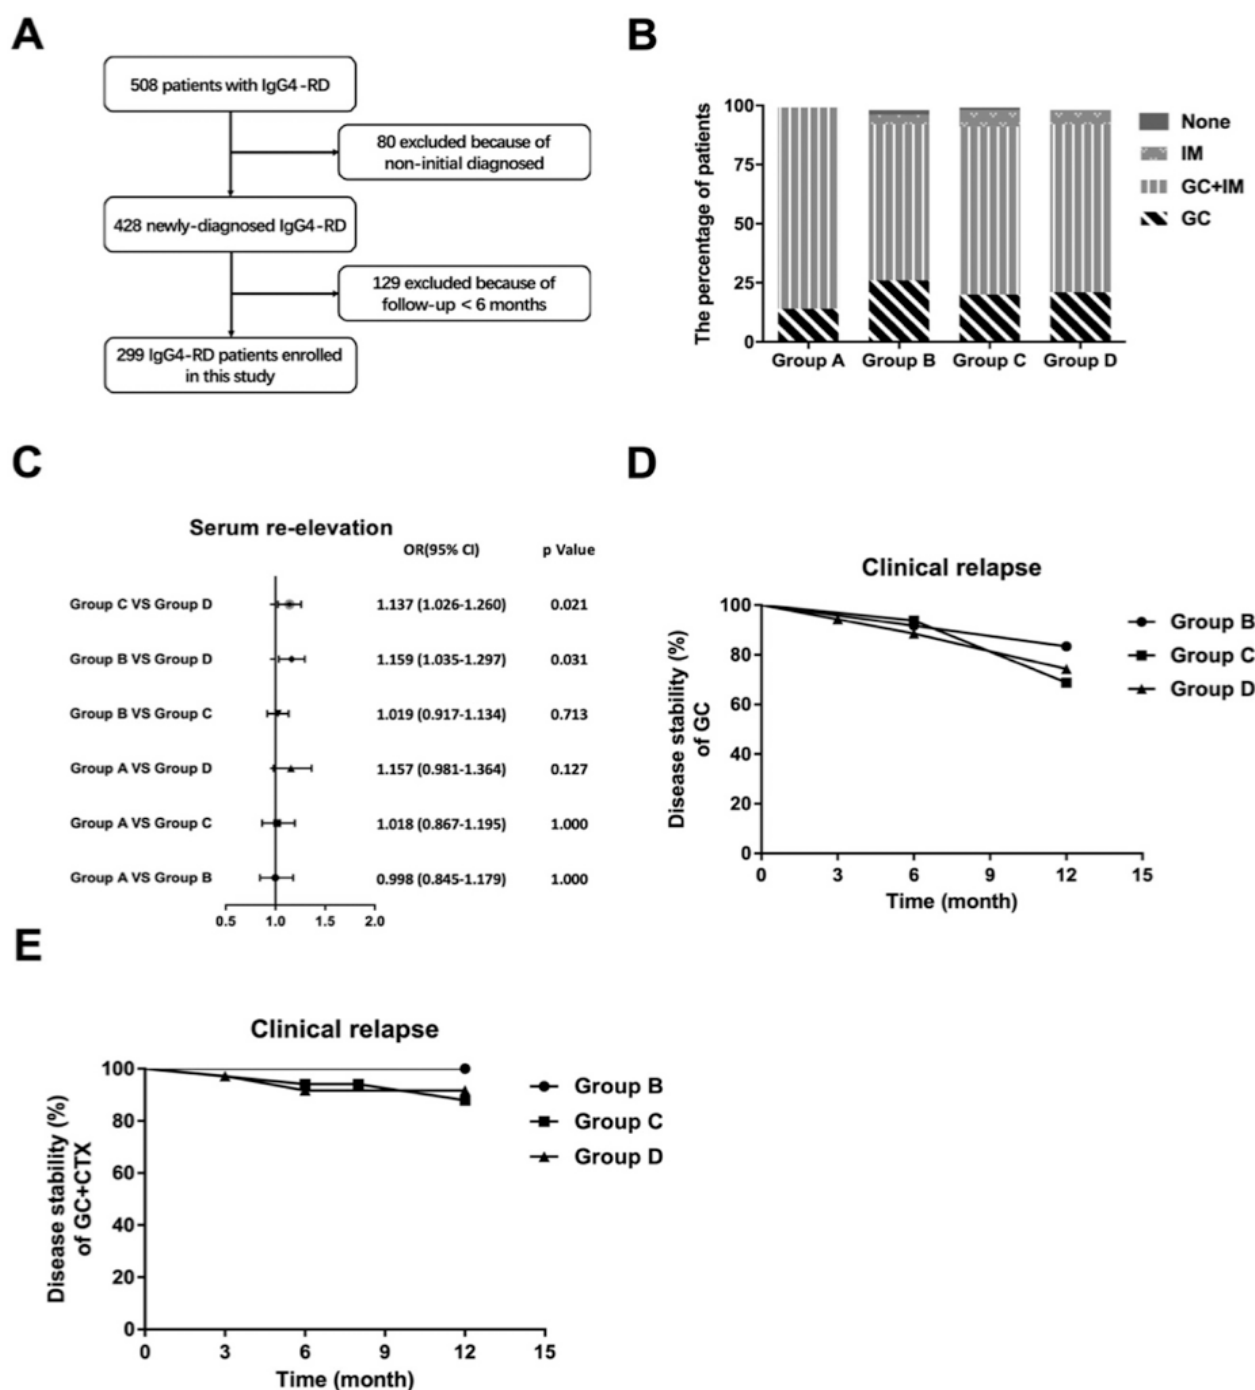 A
508 patients with IgG4 -RD
80 excluded because of
non-initial diagnosed
428 newly-diagnosed IgG4-RD
129 excluded because of
follow-up < 6 months
299 IgG4-RD patients enrolled
in this study
B
The percentage of patients
100
75
50
25
0
Group A Group B Group C Group D
None
IM
GC+IM
GC
C
Serum re-elevation
OR(95% CI) p Value
Group C VS Group D 1.137 (1.026-1.260) 0.021
Group B VS Group D 1.159 (1.035-1.297) 0.031
Group B VS Group C 1.019 (0.917-1.134) 0.713
Group A VS Group D 1.157 (0.981-1.364) 0.127
Group A VS Group C 1.018 (0.867-1.195) 1.000
Group A VS Group B 0.998 (0.845-1.179) 1.000
0.5 1.0 1.5 2.0
D
Clinical relapse
Disease stability (%)
of GC
100
80
60
40
20
0
0 3 6 9 12 15
Time (month)
Group B
Group C
Group D
E
Clinical relapse
Disease stability (%)
of GC+CTX
100
80
60
40
20
0
0 3 6 9 12 15
Time (month)
Group B
Group C
Group D